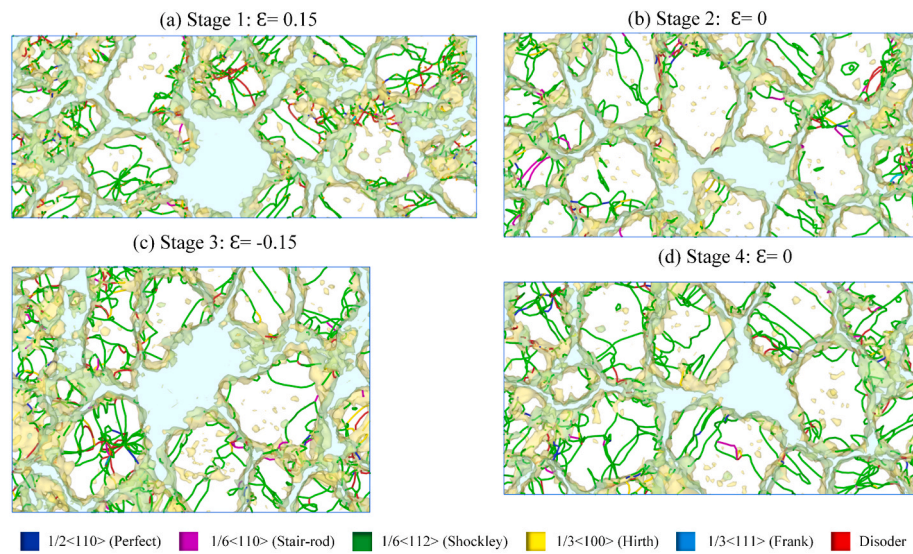 (a) Stage 1: ℇ= 0.15
(b) Stage 2: ℇ= 0
(c) Stage 3: ℇ= -0.15
(d) Stage 4: ℇ= 0
1/2<110> (Perfect) 1/6<110> (Stair-rod) 1/6<112> (Shockley) 1/3<100> (Hirth) 1/3<111> (Frank) Disoder